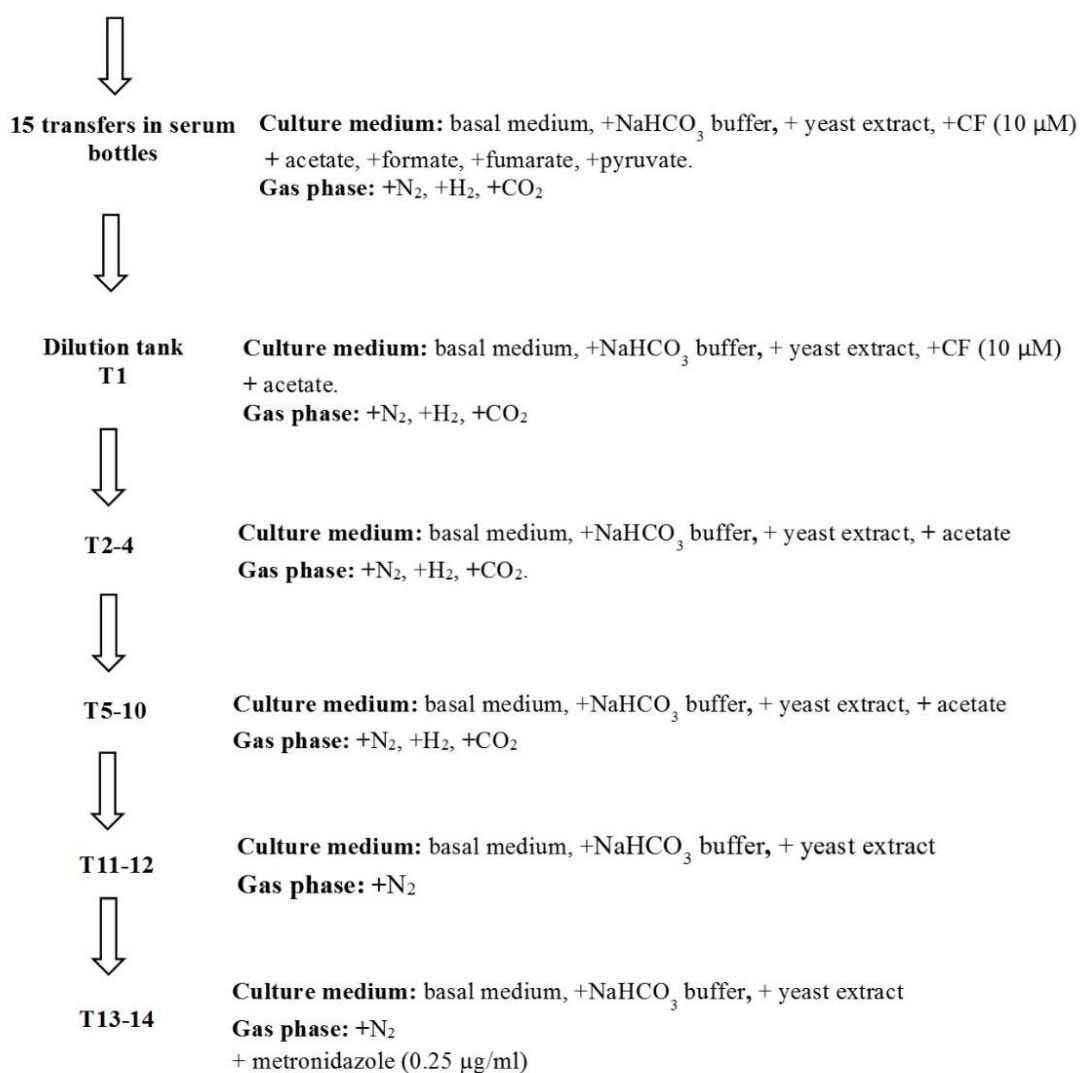 15 transfers in serum bottles
Culture medium: basal medium, +NaHCO₃ buffer, + yeast extract, +CF (10 µM)
+ acetate, +formate, +fumarate, +pyruvate.
Gas phase: +N₂, +H₂, +CO₂
Dilution tank
T1
Culture medium: basal medium, +NaHCO₃ buffer, + yeast extract, +CF (10 µM)
+ acetate.
Gas phase: +N₂, +H₂, +CO₂
T2-4
Culture medium: basal medium, +NaHCO₃ buffer, + yeast extract, + acetate
Gas phase: +N₂, +H₂, +CO₂.
T5-10
Culture medium: basal medium, +NaHCO₃ buffer, + yeast extract, + acetate
Gas phase: +N₂, +H₂, +CO₂
T11-12
Culture medium: basal medium, +NaHCO₃ buffer, + yeast extract
Gas phase: +N₂
T13-14
Culture medium: basal medium, +NaHCO₃ buffer, + yeast extract
Gas phase: +N₂
+ metronidazole (0.25 µg/ml)